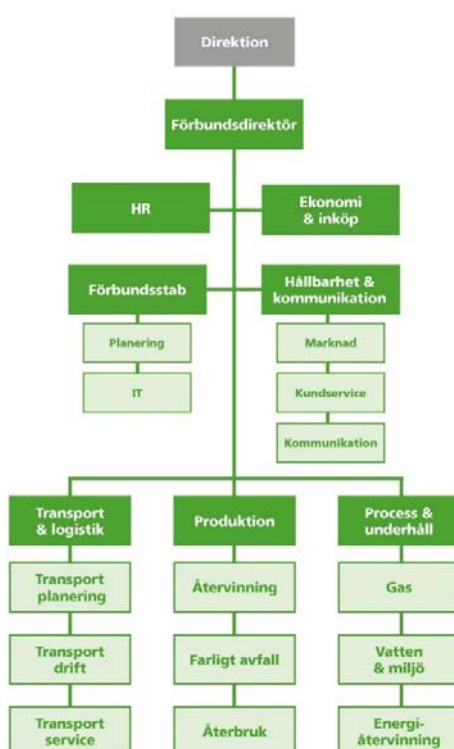 Direktion
Förbundsdirektör
HR
Ekonomi
& inköp
Förbundsstab
Hållbarhet &
kommunikation
Planering
Marknad
IT
Kundservice
Kommunikation
Transport
& logistik
Produktion
Process &
underhåll
Transport
planering
Återvinning
Gas
Transport
drift
Farligt avfall
Vatten
& miljö
Transport
service
Återbruk
Energi-
återvinning